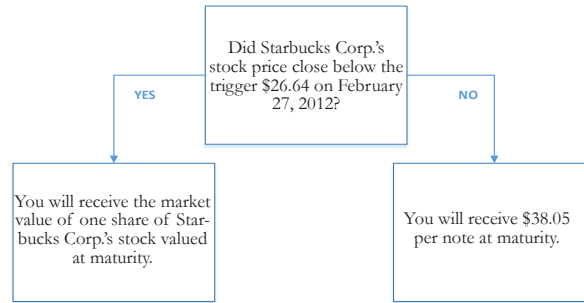 Did Starbucks Corp.'s
stock price close below the
trigger $26.64 on February
27, 2012?
YES
NO
You will receive the market
value of one share of Star-
bucks Corp.'s stock valued
at maturity.
You will receive $38.05
per note at maturity.